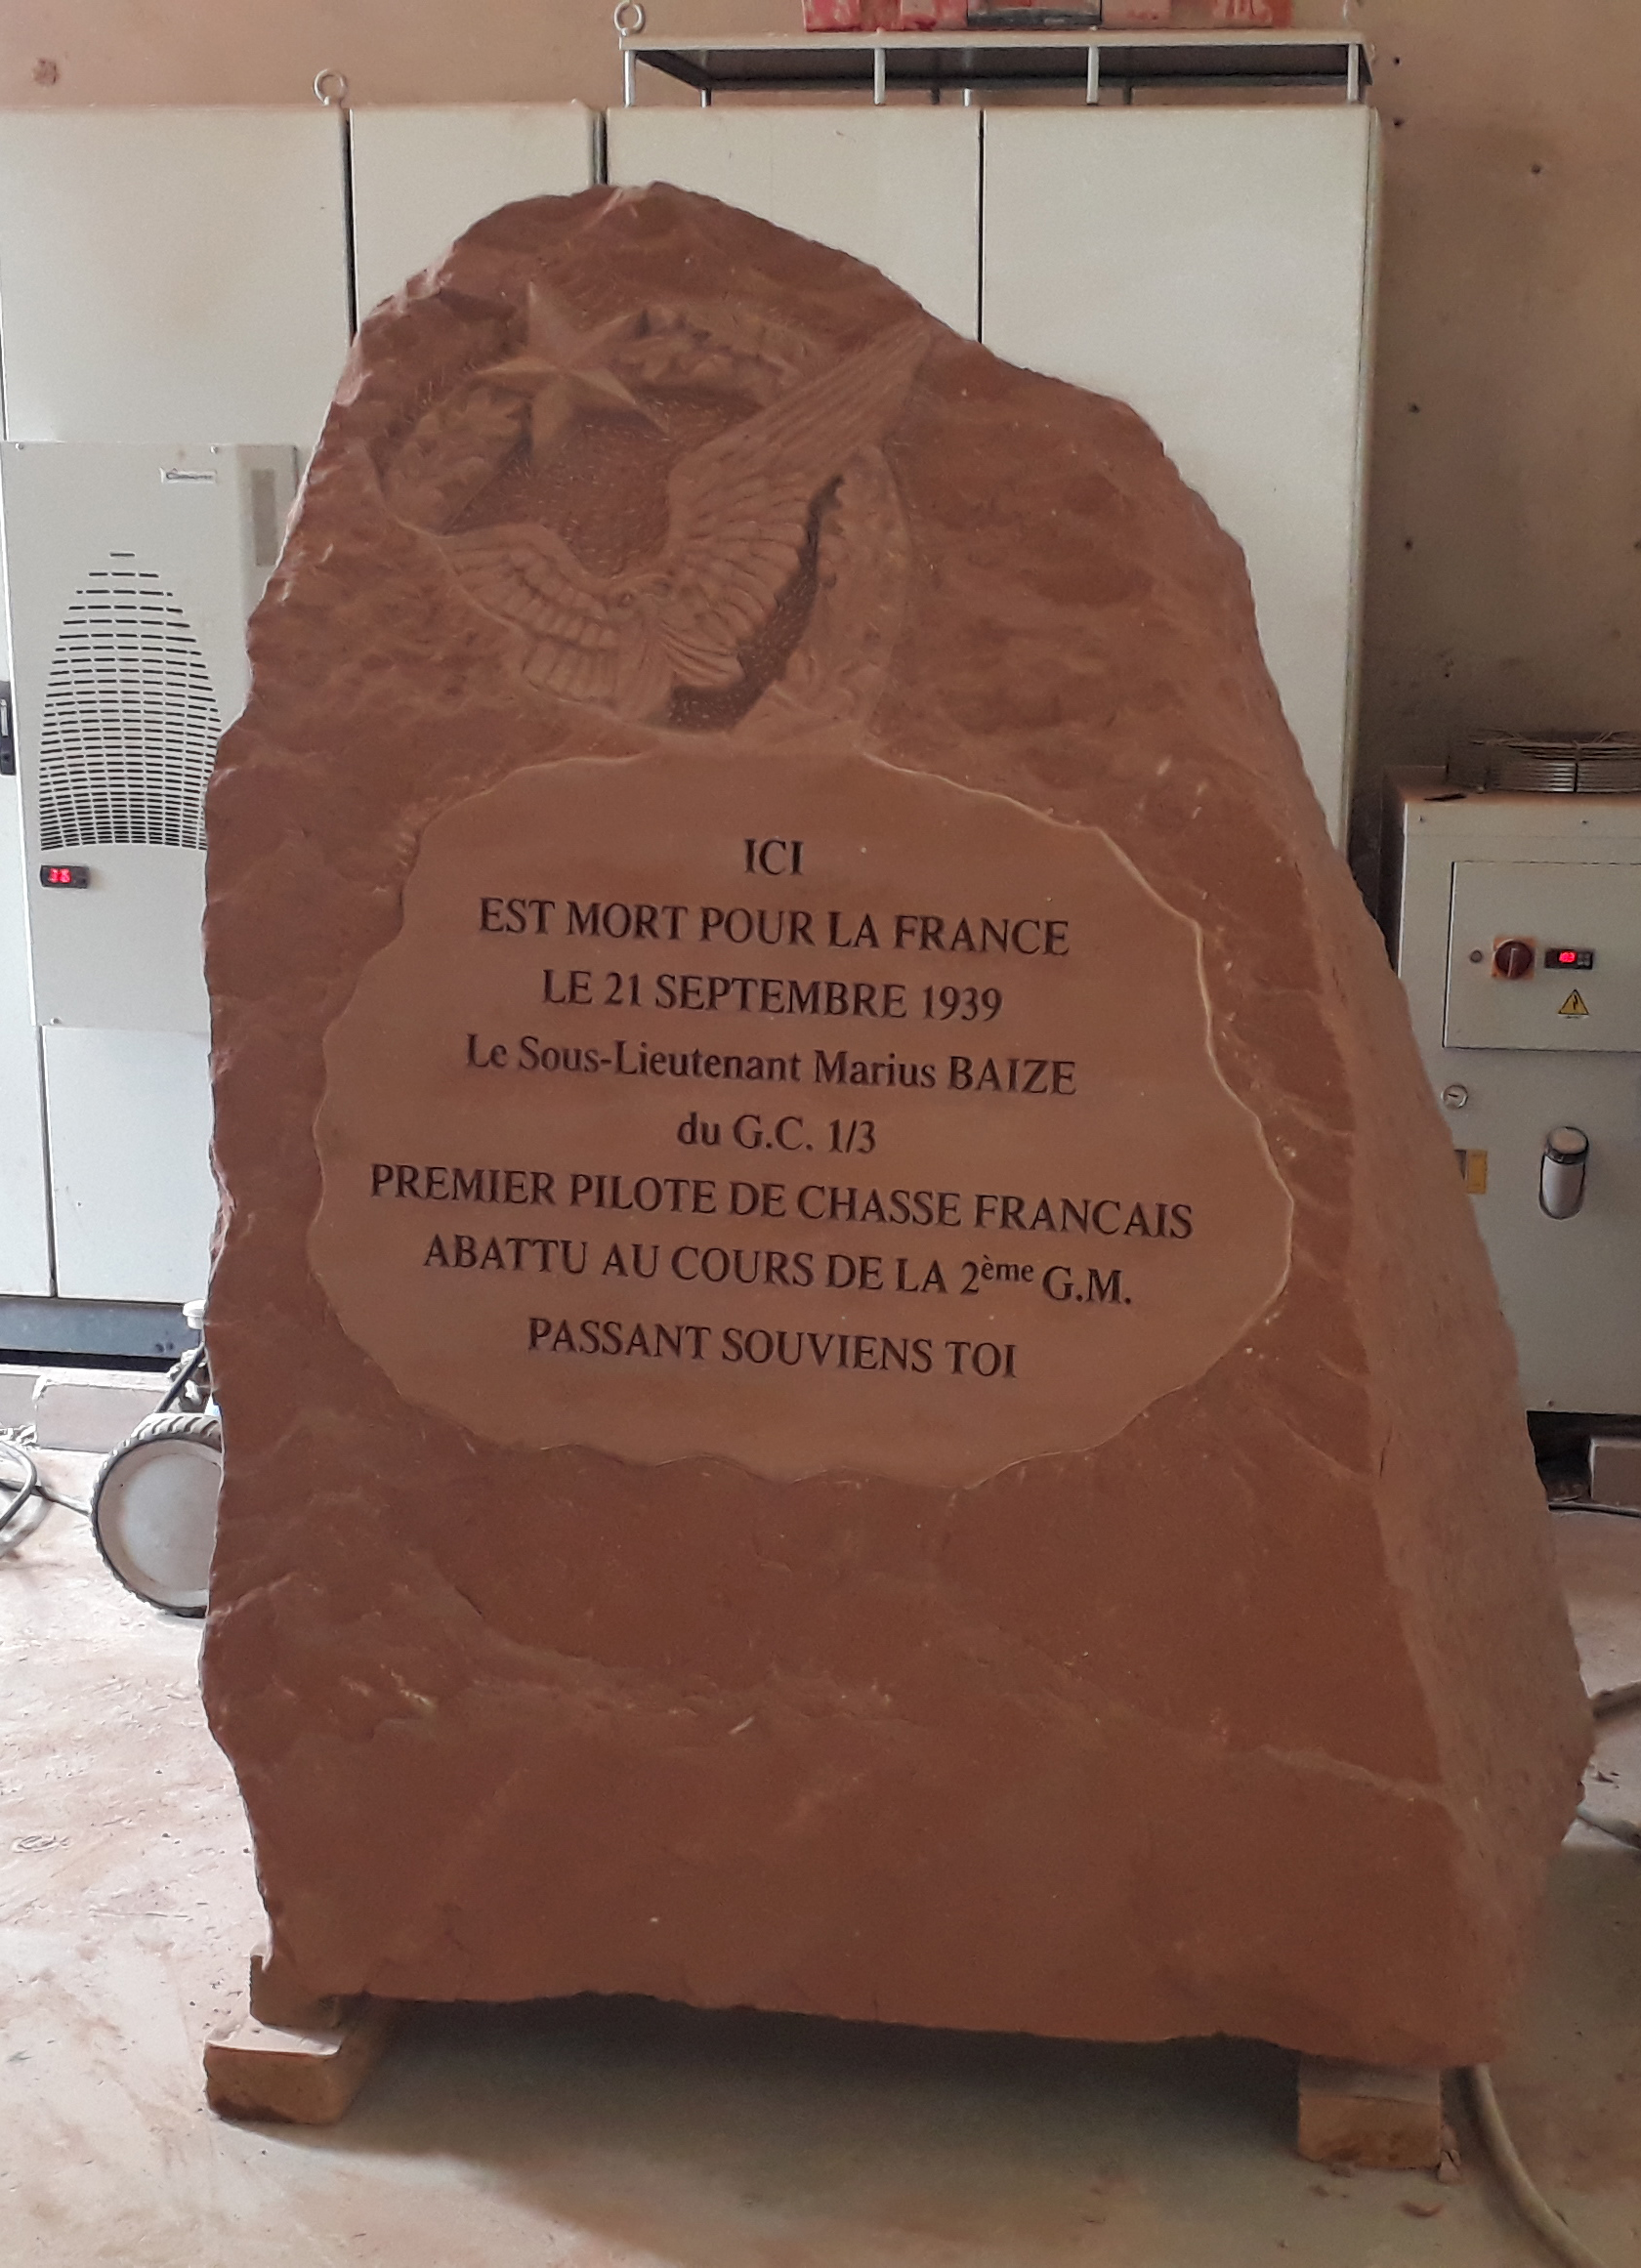 ICI
EST MORT POUR LA FRANCE
LE 21 SEPTEMBRE 1939
Le Sous-Lieutenant Marius BAIZE
du G.C. 1/3
PREMIER PILOTE DE CHASSE FRANCAIS
ABATTU AU COURS DE LA 2ème G.M.
PASSANT SOUVIENS TOI